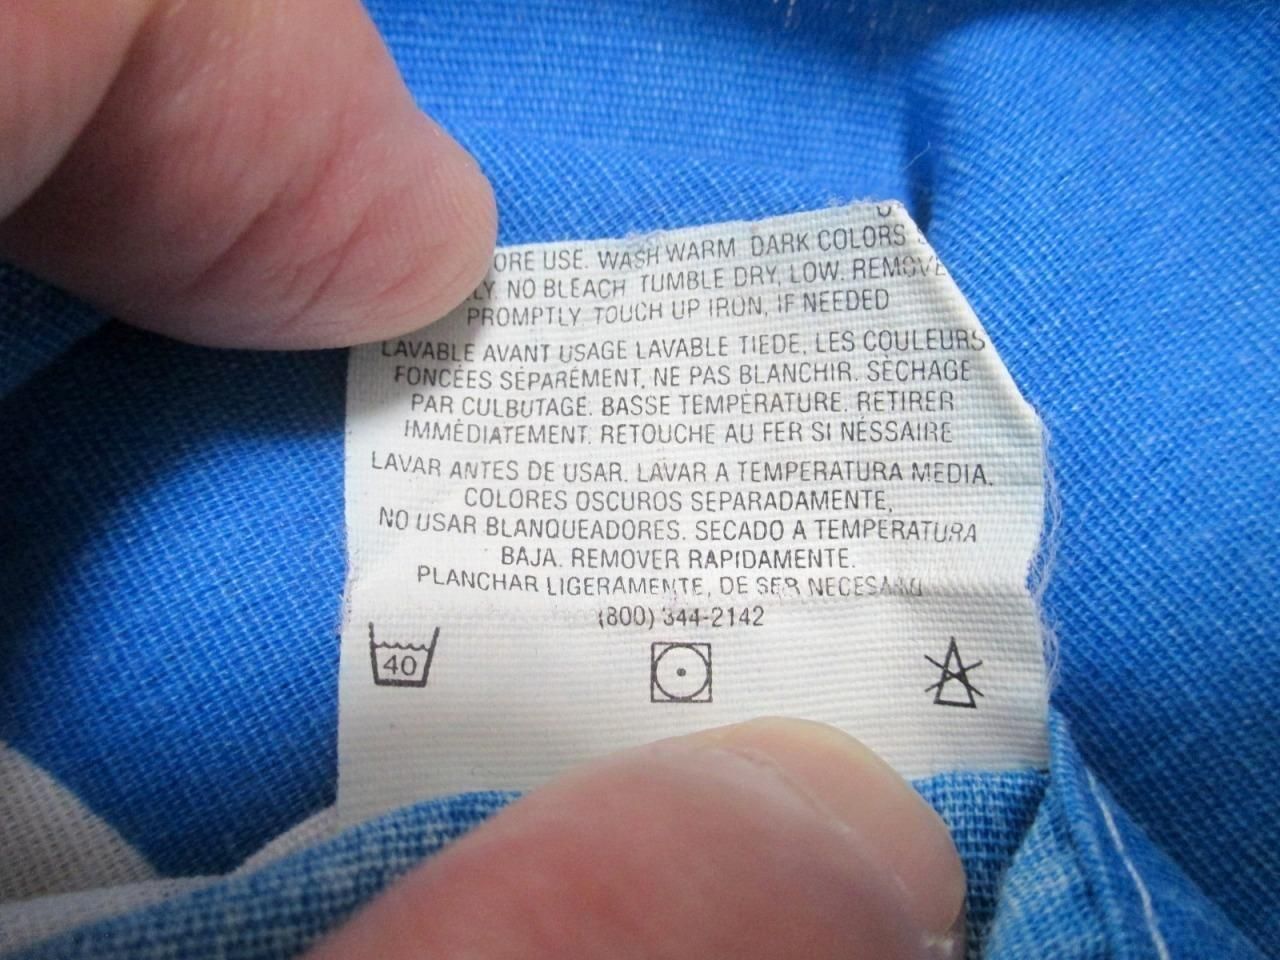 USE. WASH WARM DARK COLORS
NO BLEACH TUMBLE DRY, LOW. REMOVE
PROMPTLY. TOUCH UP IRON, IF NEEDED
LAVABLE AVANT USAGE LAVABLE TIEDE, LES COULEURS
FONCÉES SÉPARÉMENT, NE PAS BLANCHIR. SÈCHAGE
PAR CULBUTAGE. BASSE TEMPÉRATURE. RETIRER
IMMÈDIATEMENT. RETOUCHE AU FER SI NÉSSAIRE
LAVAR ANTES DE USAR. LAVAR A TEMPERATURA MEDIA.
COLORES OSCUROS SEPARADAMENTE,
NO USAR BLANQUEADORES. SECADO A TEMPERATURA
BAJA. REMOVER RAPIDAMENTE.
PLANCHAR LIGERAMENTE, DE SER NECESARIO
(800) 344-2142
40